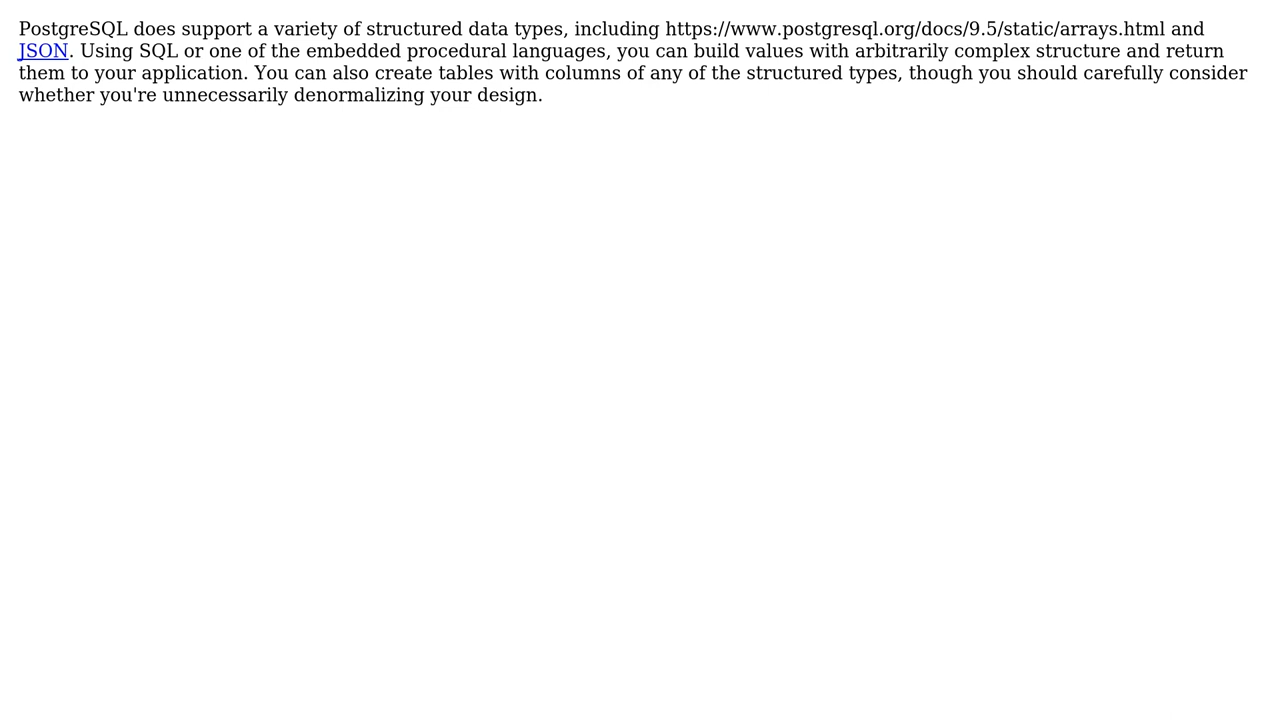 PostgreSQL does support a variety of structured data types, including https://www.postgresql.org/docs/9.5/static/arrays.html and
JSON. Using SQL or one of the embedded procedural languages, you can build values with arbitrarily complex structure and return
them to your application. You can also create tables with columns of any of the structured types, though you should carefully consider
whether you're unnecessarily denormalizing your design.